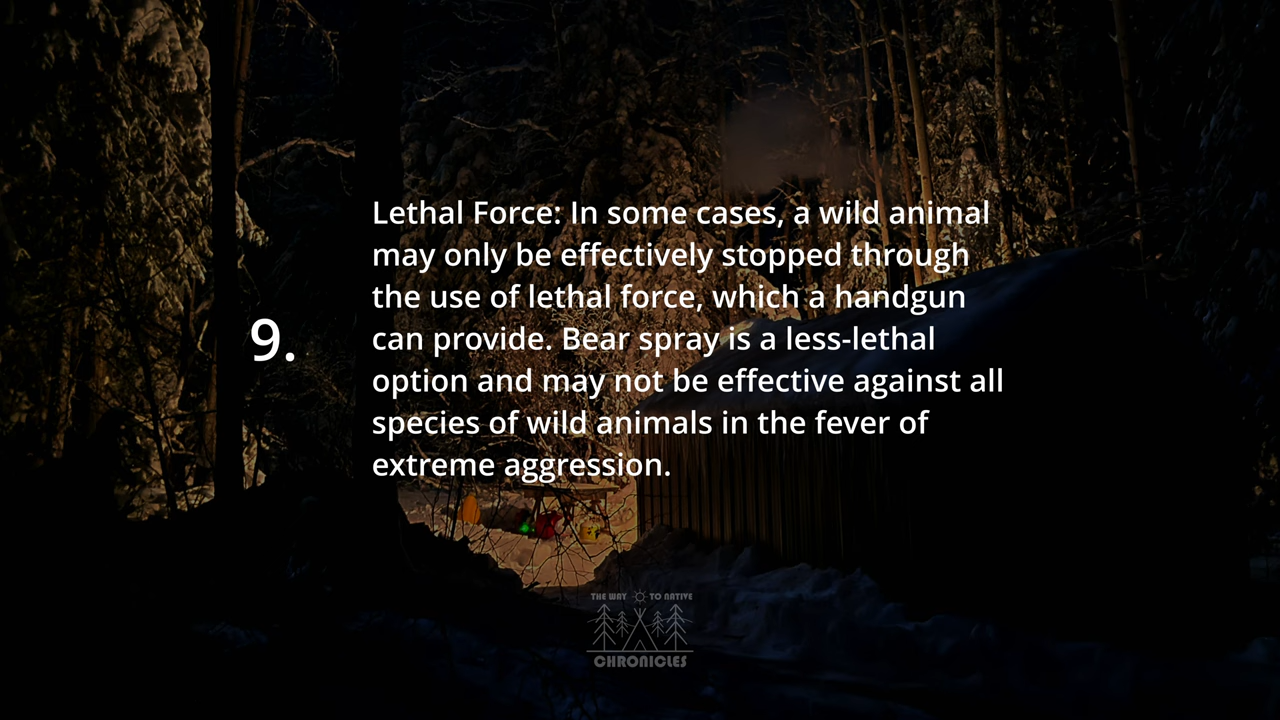 9.
Lethal Force: In some cases, a wild animal
may only be effectively stopped through
the use of lethal force, which a handgun
can provide. Bear spray is a less-lethal
option and may not be effective against all
species of wild animals in the fever of
extreme aggression.
THE WAY TO NATIVE
CHRONICLES